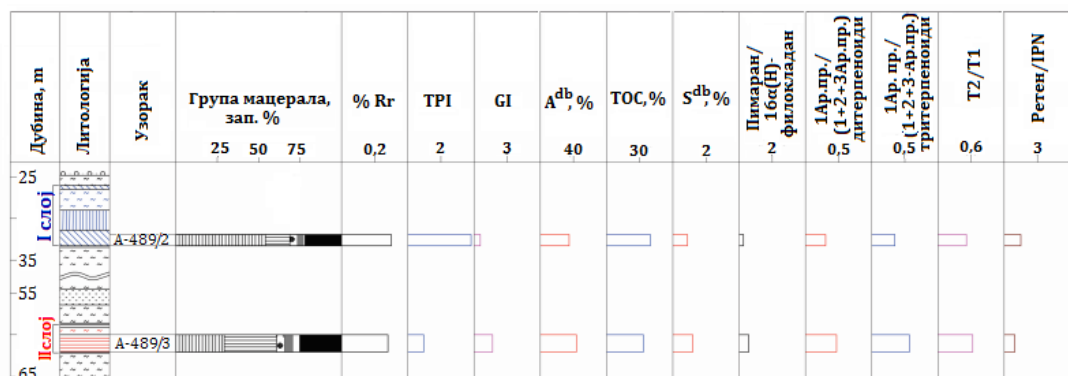 Дубина, m
Литологија
Узорак
Група мацерала,
зап. %
25 50 75
% Rr
0,2
TPI
2
GI
3
A^db, %
40
TOC,%
30
S^db, %
2
Пимаран/
16α(H)-
филокладан
2
1Ар.пр./
(1+2+3Ар.пр.)
дитерпеноиди
0,5
1Ар. пр./
(1+2+3-Ар.пр.)
тритерпеноиди
0,5
Т2/Т1
0,6
Ретен/IPN
3
25
I слој
А-489/2
35
55
II слој
А-489/3
65